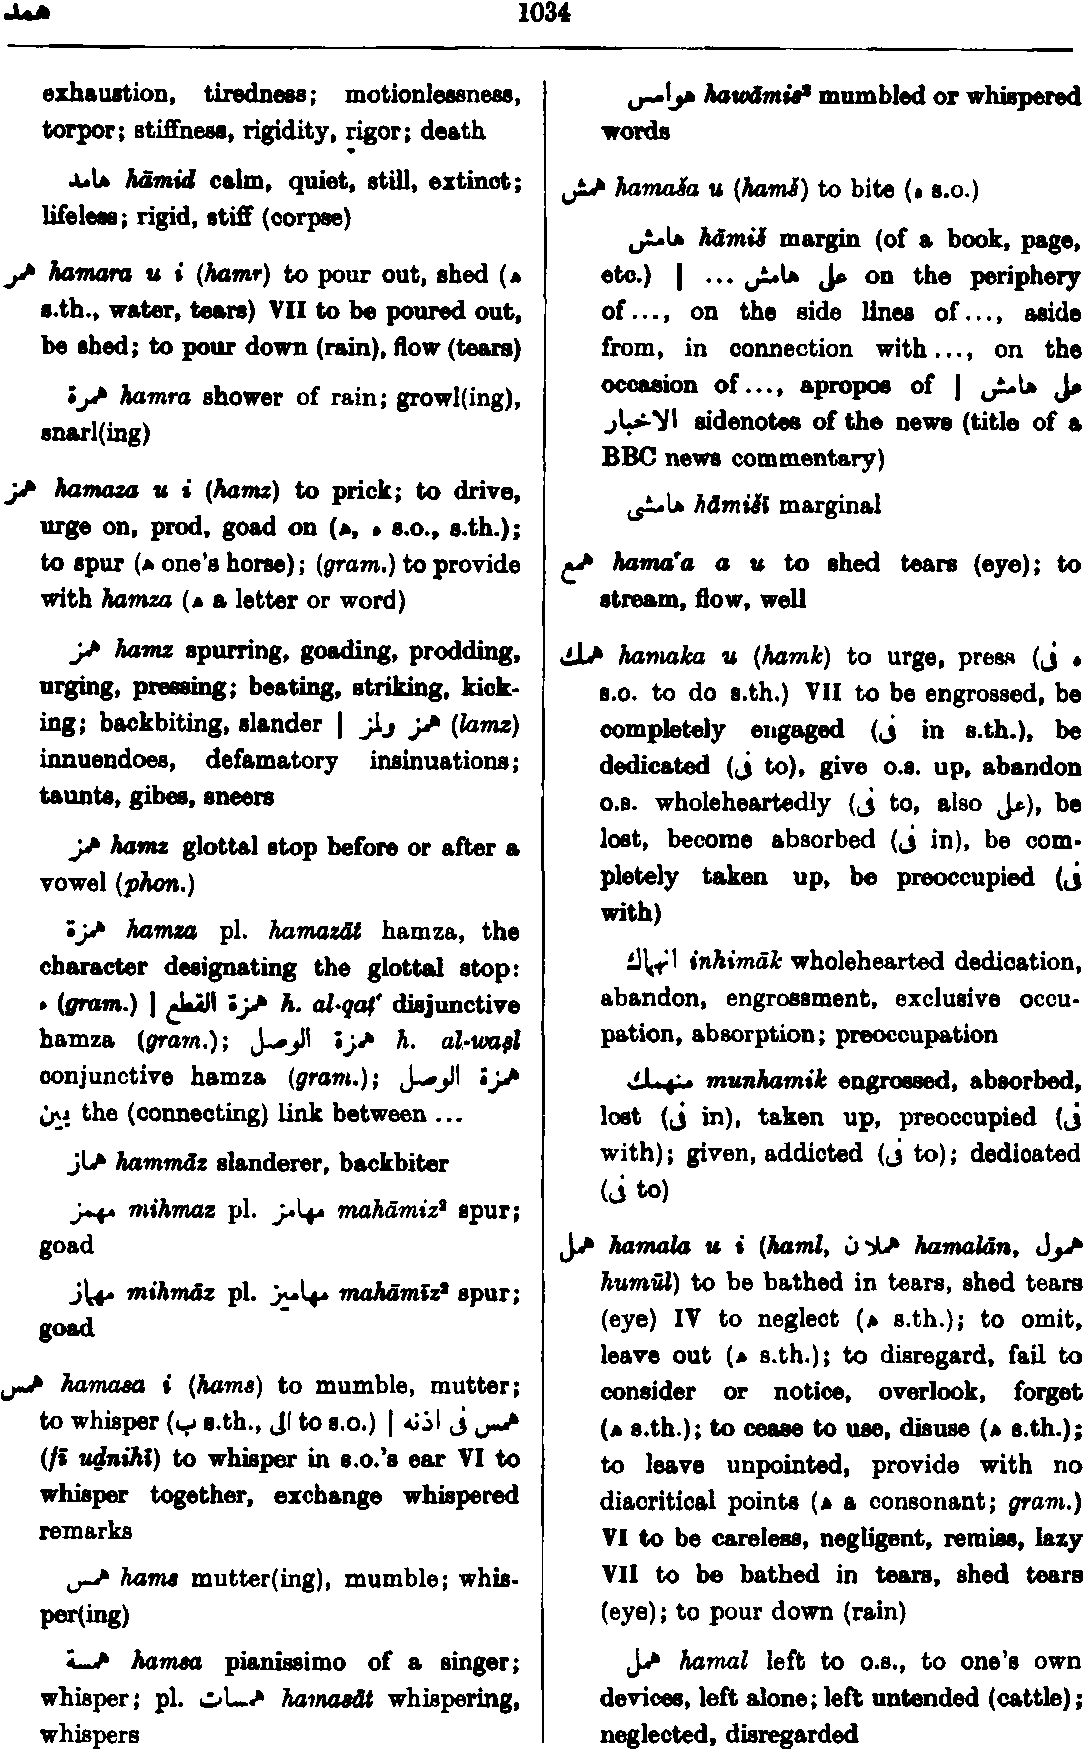 همد 1034
exhaustion, tiredness; motionlessness,
torpor; stiffness, rigidity, rigor; death
هامد hāmid calm, quiet, still, extinct;
lifeless; rigid, stiff (corpse)
همر hamara u i (hamr) to pour out, shed (ه
s.th., water, tears) VII to be poured out,
be shed; to pour down (rain), flow (tears)
همرة hamra shower of rain; growl(ing),
snarl(ing)
همز hamaza u i (hamz) to prick; to drive,
urge on, prod, goad on (ه, ه s.o., s.th.);
to spur (ه one's horse); (gram.) to provide
with hamza (ه a letter or word)
همز hamz spurring, goading, prodding,
urging, pressing; beating, striking, kick-
ing; backbiting, slander | همز ولمز (lamz)
innuendoes, defamatory insinuations;
taunts, gibes, sneers
همز hamz glottal stop before or after a
vowel (phon.)
همزة hamza pl. hamazāt hamza, the
character designating the glottal stop:
ء (gram.) | همزة القطع h. al-qaṭʿ disjunctive
hamza (gram.); همزة الوصل h. al-waṣl
conjunctive hamza (gram.); همزة الوصل
بين the (connecting) link between ...
هماز hammāz slanderer, backbiter
مهمز mihmaz pl. مهامز mahāmiz² spur;
goad
مهماز mihmāz pl. مهاميز mahāmīz² spur;
goad
همس hamasa i (hams) to mumble, mutter;
to whisper (ب s.th., الى to s.o.) | همس فى اذنه
(fī uḏnihī) to whisper in s.o.'s ear VI to
whisper together, exchange whispered
remarks
همس hams mutter(ing), mumble; whis-
per(ing)
همسة hamsa pianissimo of a singer;
whisper; pl. همسات hamasāt whispering,
whispers
هوامس hawāmis² mumbled or whispered
words
همش hamaša u (hamš) to bite (ه s.o.)
هامش hāmiš margin (of a book, page,
etc.) | على هامش ... on the periphery
of ..., on the side lines of ..., aside
from, in connection with ..., on the
occasion of ..., apropos of | على هامش
الاخبار sidenotes of the news (title of a
BBC news commentary)
هامشى hāmišī marginal
همع hamaʿa a u to shed tears (eye); to
stream, flow, well
همك hamaka u (hamk) to urge, press (ه فى
s.o. to do s.th.) VII to be engrossed, be
completely engaged (فى in s.th.), be
dedicated (فى to), give o.s. up, abandon
o.s. wholeheartedly (فى to, also على), be
lost, become absorbed (فى in), be com-
pletely taken up, be preoccupied (فى
with)
انهماك inhimāk wholehearted dedication,
abandon, engrossment, exclusive occu-
pation, absorption; preoccupation
منهمك munhamik engrossed, absorbed,
lost (فى in), taken up, preoccupied (فى
with); given, addicted (فى to); dedicated
(فى to)
همل hamala u i (haml, هملان hamalān, همول
humūl) to be bathed in tears, shed tears
(eye) IV to neglect (ه s.th.); to omit,
leave out (ه s.th.); to disregard, fail to
consider or notice, overlook, forget
(ه s.th.); to cease to use, disuse (ه s.th.);
to leave unpointed, provide with no
diacritical points (ه a consonant; gram.)
VI to be careless, negligent, remiss, lazy
VII to be bathed in tears, shed tears
(eye); to pour down (rain)
همل hamal left to o.s., to one's own
devices, left alone; left untended (cattle);
neglected, disregarded